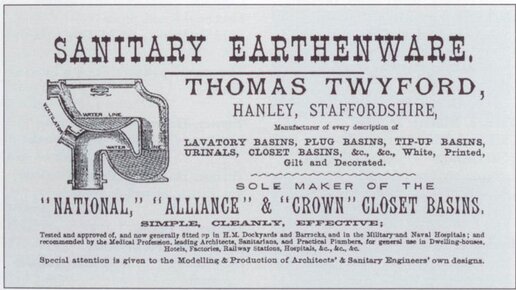 SANITARY EARTHENWARE.
THOMAS TWYFORD,
HANLEY, STAFFORDSHIRE,
Manufacturer of every description of
LAVATORY BASINS, PLUG BASINS, TIP-UP BASINS,
URINALS, CLOSET BASINS, &c., &c., White, Printed,
Gilt and Decorated.
VENTILATING
WATER LINE
WATER LINE
SOLE MAKER OF THE
"NATIONAL," "ALLIANCE" & "CROWN" CLOSET BASINS.
SIMPLE, CLEANLY, EFFECTIVE;
Tested and approved of, and now generally fitted up in H.M. Dockyards and Barracks, and in the Military and Naval Hospitals; and
recommended by the Medical Profession, leading Architects, Sanitarians, and Practical Plumbers, for general use in Dwelling-houses,
Hotels, Factories, Railway Stations, Hospitals, &c., &c., &c.
Special attention is given to the Modelling & Production of Architects' & Sanitary Engineers' own designs.